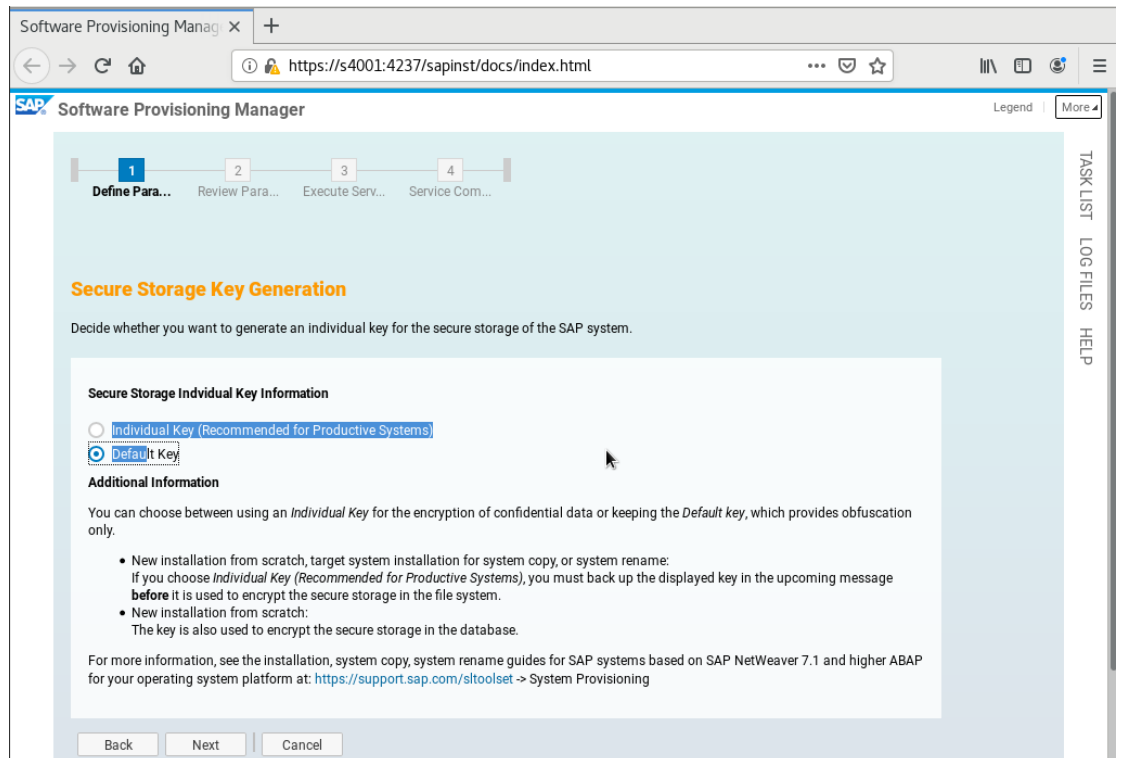 Software Provisioning Manag
https://s4001:4237/sapinst/docs/index.html
SAP Software Provisioning Manager
Legend
More
1
2
3
4
Define Para...
Review Para...
Execute Serv...
Service Com...
TASK LIST
LOG FILES
HELP
Secure Storage Key Generation
Decide whether you want to generate an individual key for the secure storage of the SAP system.
Secure Storage Indvidual Key Information
Individual Key (Recommended for Productive Systems)
Default Key
Additional Information
You can choose between using an Individual Key for the encryption of confidential data or keeping the Default key, which provides obfuscation
only.
• New installation from scratch, target system installation for system copy, or system rename:
If you choose Individual Key (Recommended for Productive Systems), you must back up the displayed key in the upcoming message
before it is used to encrypt the secure storage in the file system.
• New installation from scratch:
The key is also used to encrypt the secure storage in the database.
For more information, see the installation, system copy, system rename guides for SAP systems based on SAP NetWeaver 7.1 and higher ABAP
for your operating system platform at: https://support.sap.com/sltoolset -> System Provisioning
Back
Next
Cancel